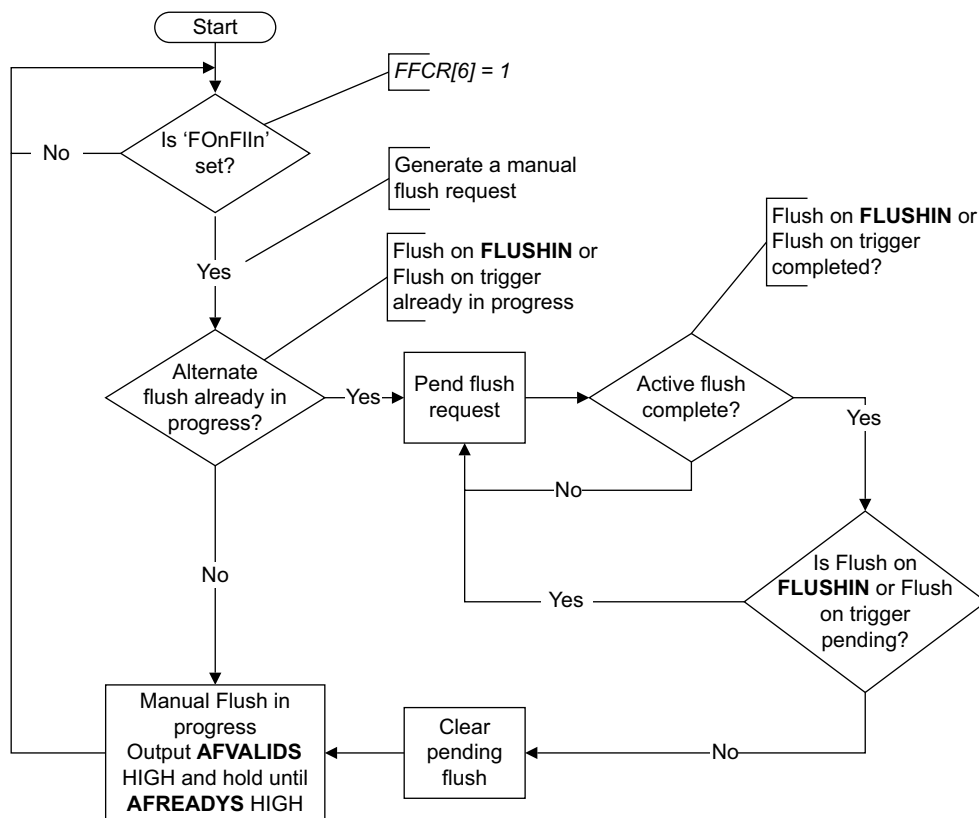 Start
FFCR[6] = 1
Is ‘FOnFlIn’
set?
No
Generate a manual
flush request
Yes
Flush on FLUSHIN or
Flush on trigger
already in progress
Flush on FLUSHIN or
Flush on trigger
completed?
Alternate
flush already in
progress?
Yes
Pend flush
request
Active flush
complete?
Yes
No
No
Is Flush on
FLUSHIN or Flush
on trigger
pending?
Yes
Manual Flush in
progress
Output AFVALIDS
HIGH and hold until
AFREADYS HIGH
Clear
pending
flush
No